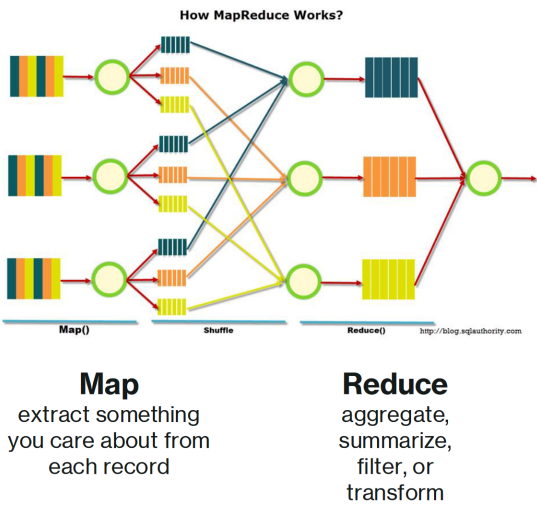 How MapReduce Works?
Map()
Shuffle
Reduce()
http://blog.sqlauthority.com
Map
extract something
you care about from
each record
Reduce
aggregate,
summarize,
filter, or
transform